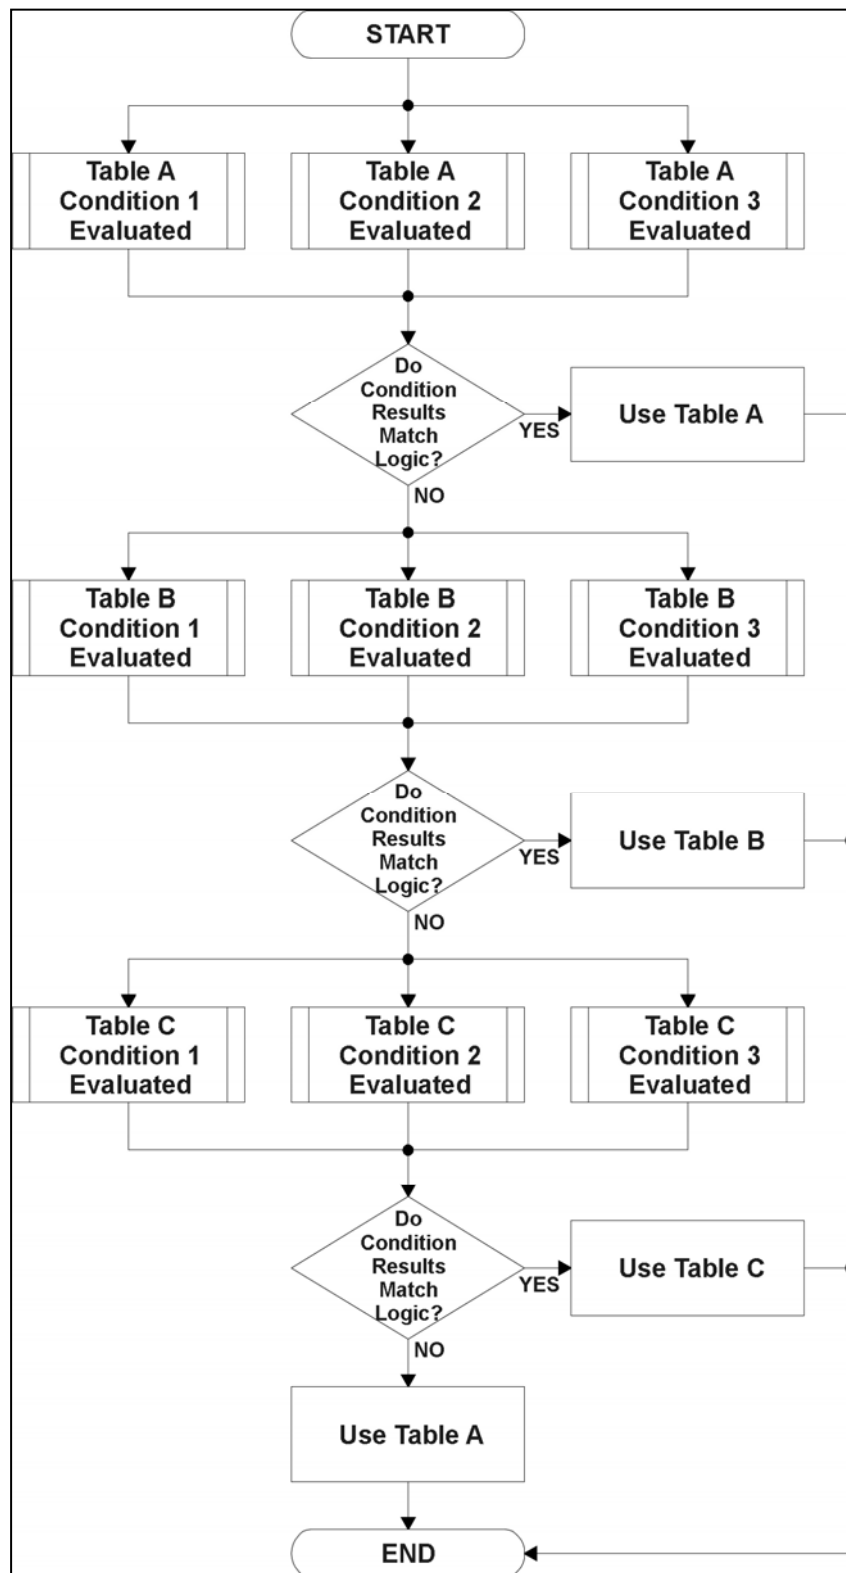 START
Table A
Condition 1
Evaluated
Table A
Condition 2
Evaluated
Table A
Condition 3
Evaluated
Do
Condition
Results
Match
Logic?
YES
Use Table A
NO
Table B
Condition 1
Evaluated
Table B
Condition 2
Evaluated
Table B
Condition 3
Evaluated
Do
Condition
Results
Match
Logic?
YES
Use Table B
NO
Table C
Condition 1
Evaluated
Table C
Condition 2
Evaluated
Table C
Condition 3
Evaluated
Do
Condition
Results
Match
Logic?
YES
Use Table C
NO
Use Table A
END